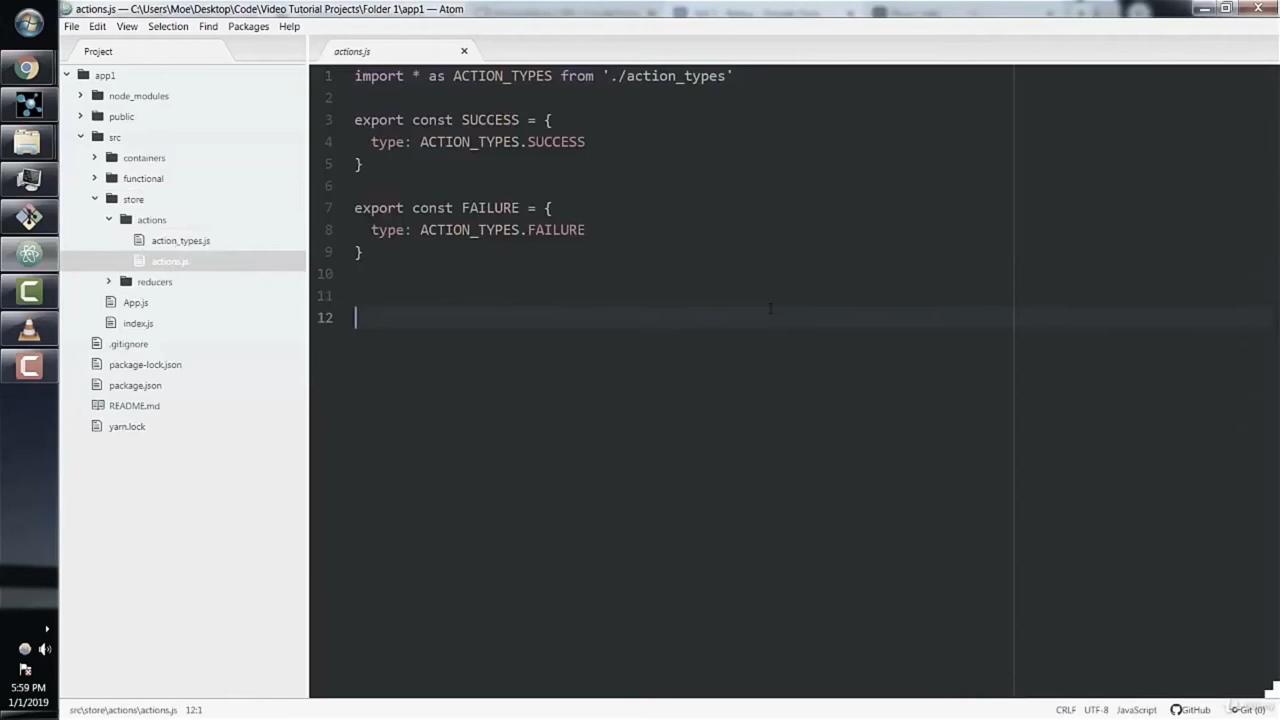 actions.js — C:\Users\Moe\Desktop\Code\Video Tutorial Projects\Folder 1\app1 — Atom
File Edit View Selection Find Packages Help
Project
app1
node_modules
public
src
containers
functional
store
actions
action_types.js
actions.js
reducers
App.js
index.js
.gitignore
package-lock.json
package.json
README.md
yarn.lock
actions.js
1 import * as ACTION_TYPES from './action_types'
2
3 export const SUCCESS = {
4 type: ACTION_TYPES.SUCCESS
5 }
6
7 export const FAILURE = {
8 type: ACTION_TYPES.FAILURE
9 }
10
11
12
5:59 PM
1/1/2019
src\store\actions\actions.js 12:1
CRLF UTF-8 JavaScript GitHub Git (0)